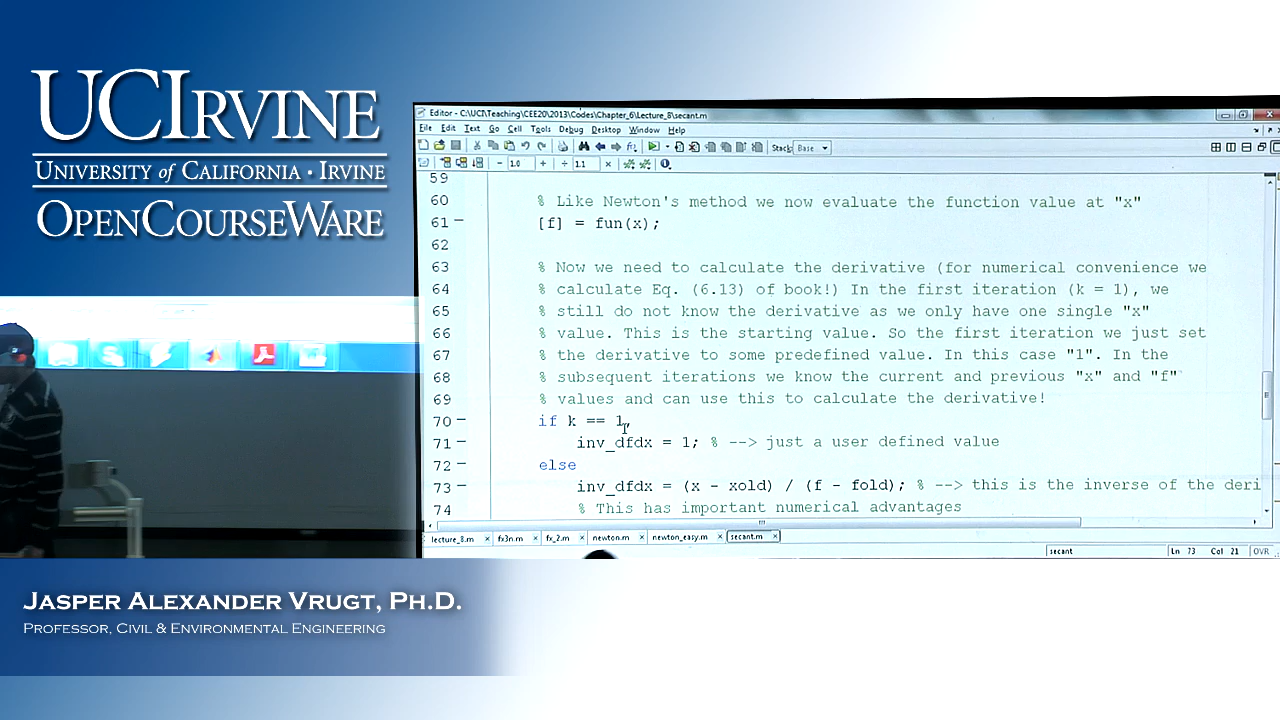 UCIRVINE
UNIVERSITY of CALIFORNIA • IRVINE
OPENCOURSEWARE
Editor - C:\UCI\Teaching\CEE20\2013\Codes\Chapter_6\Lecture_8\secant.m
File Edit Text Go Cell Tools Debug Desktop Window Help
Stack: Base
1.0 1.1
59
60 % Like Newton's method we now evaluate the function value at "x"
61 [f] = fun(x);
62
63 % Now we need to calculate the derivative (for numerical convenience we
64 % calculate Eq. (6.13) of book!) In the first iteration (k = 1), we
65 % still do not know the derivative as we only have one single "x"
66 % value. This is the starting value. So the first iteration we just set
67 % the derivative to some predefined value. In this case "1". In the
68 % subsequent iterations we know the current and previous "x" and "f"
69 % values and can use this to calculate the derivative!
70 if k == 1,
71 inv_dfdx = 1; % --> just a user defined value
72 else
73 inv_dfdx = (x - xold) / (f - fold); % --> this is the inverse of the deri
74 % This has important numerical advantages
lecture_8.m fx3n.m fx_2.m newton.m newton_easy.m secant.m
secant Ln 73 Col 21 OVR
JASPER ALEXANDER VRUGT, PH.D.
PROFESSOR, CIVIL & ENVIRONMENTAL ENGINEERING